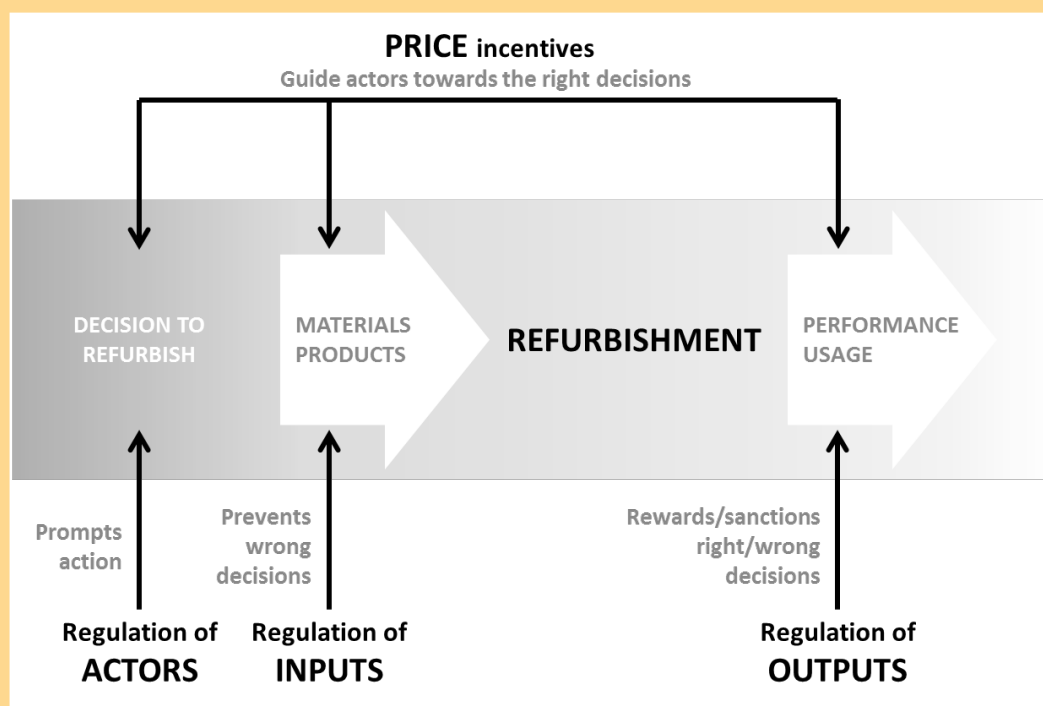 PRICE incentives
Guide actors towards the right decisions
DECISION TO
REFURBISH
MATERIALS
PRODUCTS
REFURBISHMENT
PERFORMANCE
USAGE
Prompts
action
Prevents
wrong
decisions
Rewards/sanctions
right/wrong
decisions
Regulation of
ACTORS
Regulation of
INPUTS
Regulation of
OUTPUTS